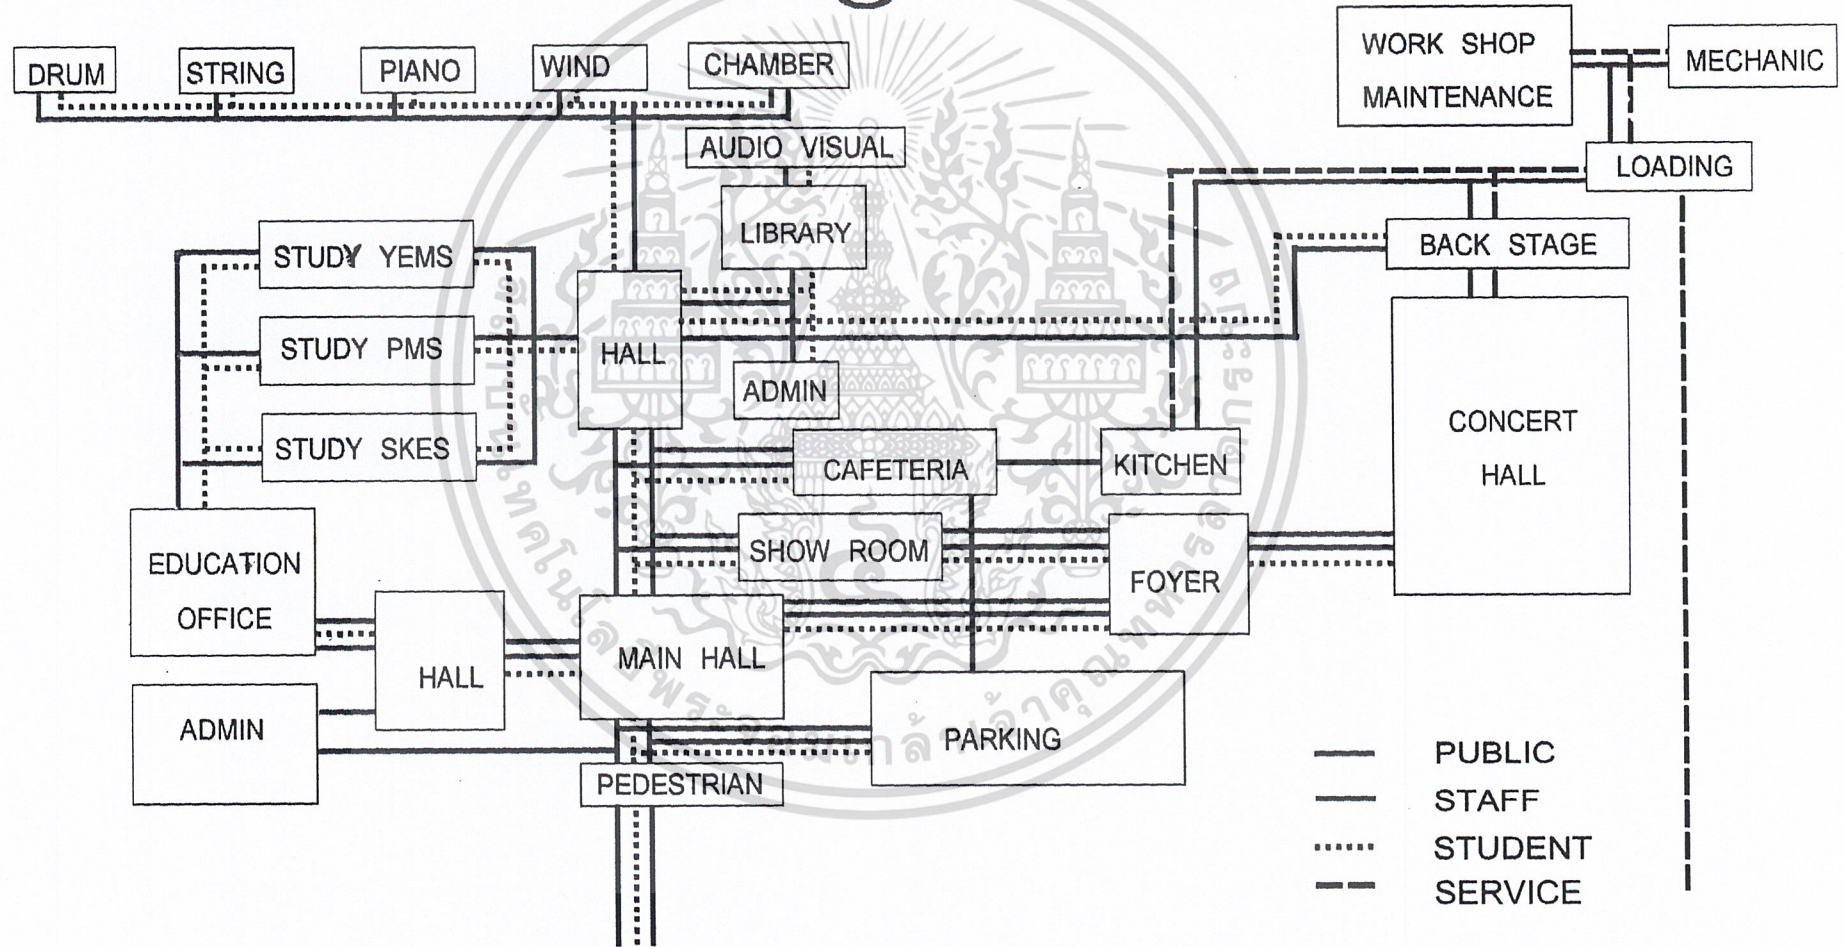 DRUM
STRING
PIANO
WIND
CHAMBER
WORK SHOP
MAINTENANCE
MECHANIC
AUDIO VISUAL
LOADING
LIBRARY
BACK STAGE
STUDY YEMS
STUDY PMS
HALL
ADMIN
STUDY SKES
CAFETERIA
KITCHEN
CONCERT
HALL
EDUCATION
OFFICE
SHOW ROOM
FOYER
HALL
MAIN HALL
ADMIN
PARKING
PEDESTRIAN
PUBLIC
STAFF
STUDENT
SERVICE